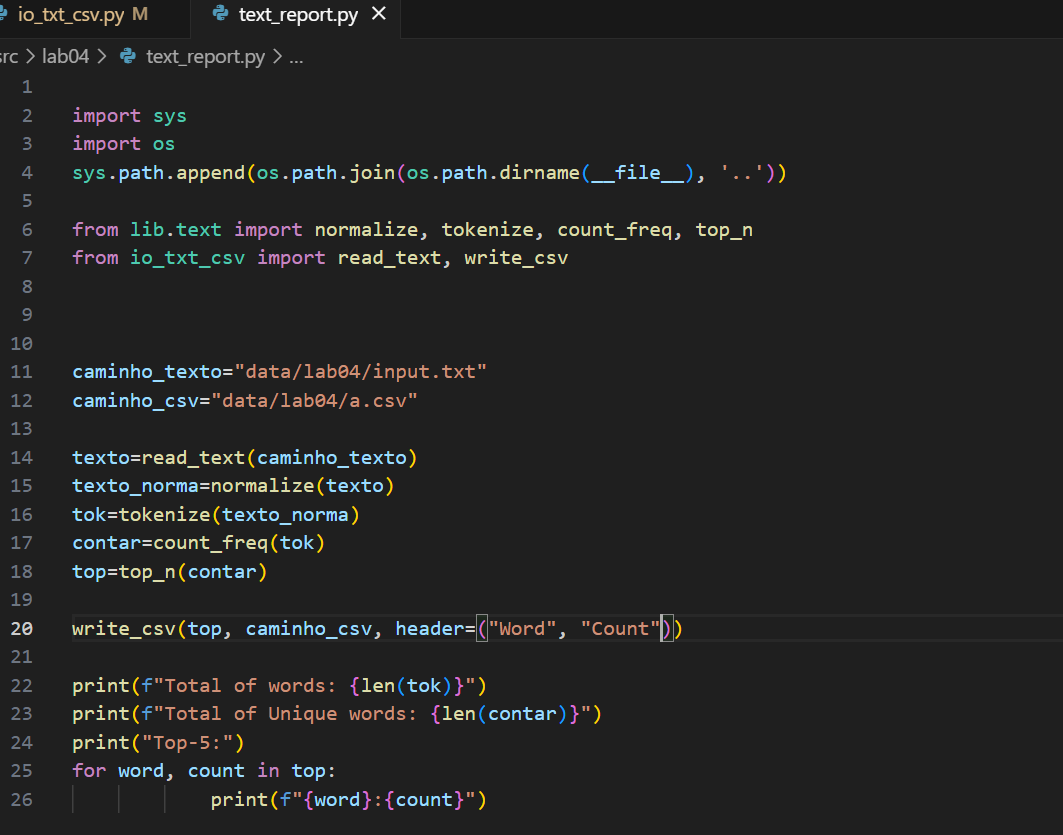 io_txt_csv.py M text_report.py ×
src > lab04 > text_report.py > ...
1
2 import sys
3 import os
4 sys.path.append(os.path.join(os.path.dirname(__file__), '..'))
5
6 from lib.text import normalize, tokenize, count_freq, top_n
7 from io_txt_csv import read_text, write_csv
8
9
10
11 caminho_texto="data/lab04/input.txt"
12 caminho_csv="data/lab04/a.csv"
13
14 texto=read_text(caminho_texto)
15 texto_norma=normalize(texto)
16 tok=tokenize(texto_norma)
17 contar=count_freq(tok)
18 top=top_n(contar)
19
20 write_csv(top, caminho_csv, header=("Word", "Count"))
21
22 print(f"Total of words: {len(tok)}")
23 print(f"Total of Unique words: {len(contar)}")
24 print("Top-5:")
25 for word, count in top:
26             print(f"{word}:{count}")